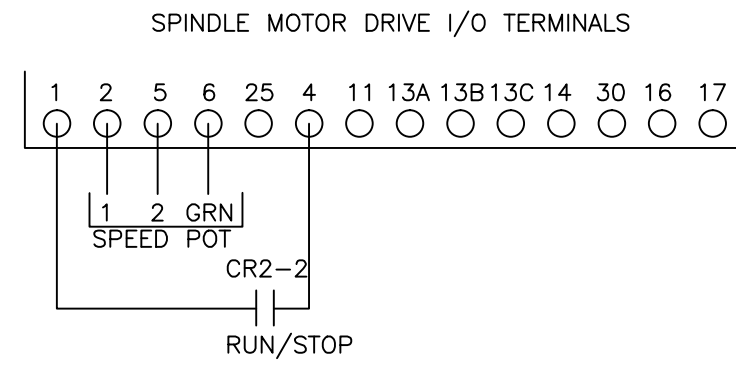 SPINDLE MOTOR DRIVE I/O TERMINALS
1 2 5 6 25 4 11 13A 13B 13C 14 30 16 17
1 2 GRN
SPEED POT
CR2-2
RUN/STOP